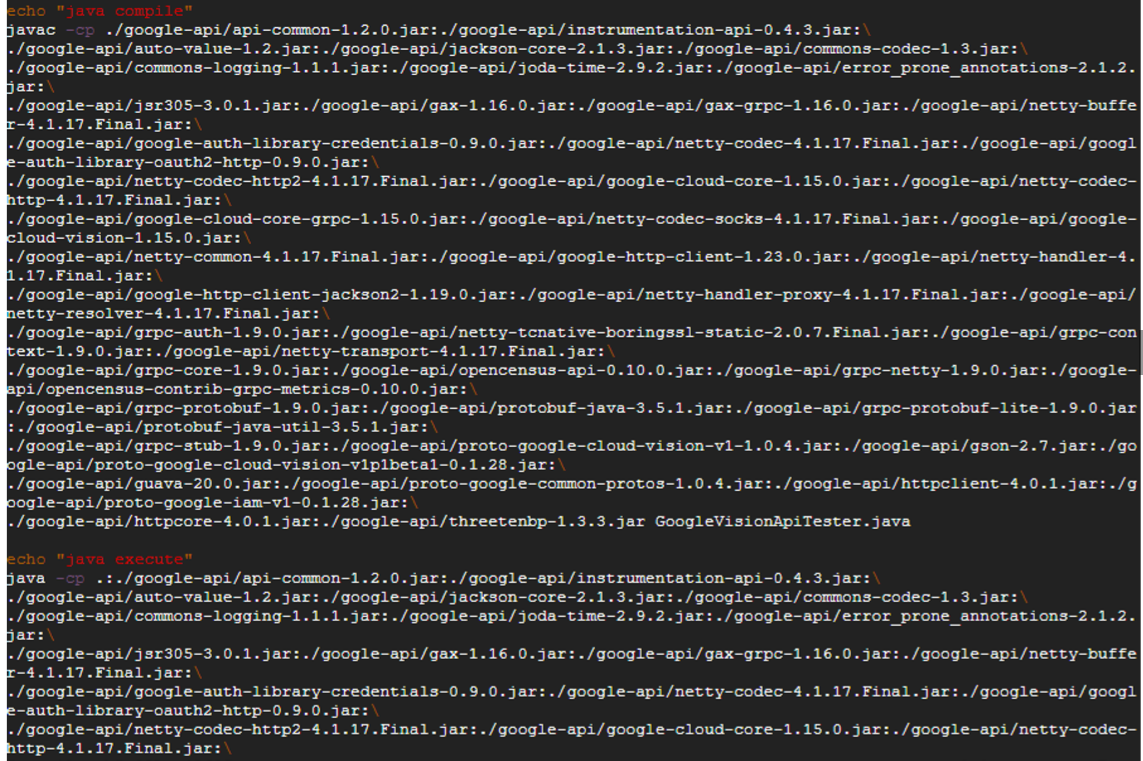 echo "java compile"
javac -cp ./google-api/api-common-1.2.0.jar:./google-api/instrumentation-api-0.4.3.jar:\
./google-api/auto-value-1.2.jar:./google-api/jackson-core-2.1.3.jar:./google-api/commons-codec-1.3.jar:\
./google-api/commons-logging-1.1.1.jar:./google-api/joda-time-2.9.2.jar:./google-api/error_prone_annotations-2.1.2.
jar:\
./google-api/jsr305-3.0.1.jar:./google-api/gax-1.16.0.jar:./google-api/gax-grpc-1.16.0.jar:./google-api/netty-buffe
r-4.1.17.Final.jar:\
./google-api/google-auth-library-credentials-0.9.0.jar:./google-api/netty-codec-4.1.17.Final.jar:./google-api/googl
e-auth-library-oauth2-http-0.9.0.jar:\
./google-api/netty-codec-http2-4.1.17.Final.jar:./google-api/google-cloud-core-1.15.0.jar:./google-api/netty-codec-
http-4.1.17.Final.jar:\
./google-api/google-cloud-core-grpc-1.15.0.jar:./google-api/netty-codec-socks-4.1.17.Final.jar:./google-api/google-
cloud-vision-1.15.0.jar:\
./google-api/netty-common-4.1.17.Final.jar:./google-api/google-http-client-1.23.0.jar:./google-api/netty-handler-4.
1.17.Final.jar:\
./google-api/google-http-client-jackson2-1.19.0.jar:./google-api/netty-handler-proxy-4.1.17.Final.jar:./google-api/
netty-resolver-4.1.17.Final.jar:\
./google-api/grpc-auth-1.9.0.jar:./google-api/netty-tcnative-boringssl-static-2.0.7.Final.jar:./google-api/grpc-con
text-1.9.0.jar:./google-api/netty-transport-4.1.17.Final.jar:\
./google-api/grpc-core-1.9.0.jar:./google-api/opencensus-api-0.10.0.jar:./google-api/grpc-netty-1.9.0.jar:./google-
api/opencensus-contrib-grpc-metrics-0.10.0.jar:\
./google-api/grpc-protobuf-1.9.0.jar:./google-api/protobuf-java-3.5.1.jar:./google-api/grpc-protobuf-lite-1.9.0.jar
:./google-api/protobuf-java-util-3.5.1.jar:\
./google-api/grpc-stub-1.9.0.jar:./google-api/proto-google-cloud-vision-v1-1.0.4.jar:./google-api/gson-2.7.jar:./go
ogle-api/proto-google-cloud-vision-v1p1beta1-0.1.28.jar:\
./google-api/guava-20.0.jar:./google-api/proto-google-common-protos-1.0.4.jar:./google-api/httpclient-4.0.1.jar:./g
oogle-api/proto-google-iam-v1-0.1.28.jar:\
./google-api/httpcore-4.0.1.jar:./google-api/threetenbp-1.3.3.jar GoogleVisionApiTester.java
echo "java execute"
java -cp .:./google-api/api-common-1.2.0.jar:./google-api/instrumentation-api-0.4.3.jar:\
./google-api/auto-value-1.2.jar:./google-api/jackson-core-2.1.3.jar:./google-api/commons-codec-1.3.jar:\
./google-api/commons-logging-1.1.1.jar:./google-api/joda-time-2.9.2.jar:./google-api/error_prone_annotations-2.1.2.
jar:\
./google-api/jsr305-3.0.1.jar:./google-api/gax-1.16.0.jar:./google-api/gax-grpc-1.16.0.jar:./google-api/netty-buffe
r-4.1.17.Final.jar:\
./google-api/google-auth-library-credentials-0.9.0.jar:./google-api/netty-codec-4.1.17.Final.jar:./google-api/googl
e-auth-library-oauth2-http-0.9.0.jar:\
./google-api/netty-codec-http2-4.1.17.Final.jar:./google-api/google-cloud-core-1.15.0.jar:./google-api/netty-codec-
http-4.1.17.Final.jar:\